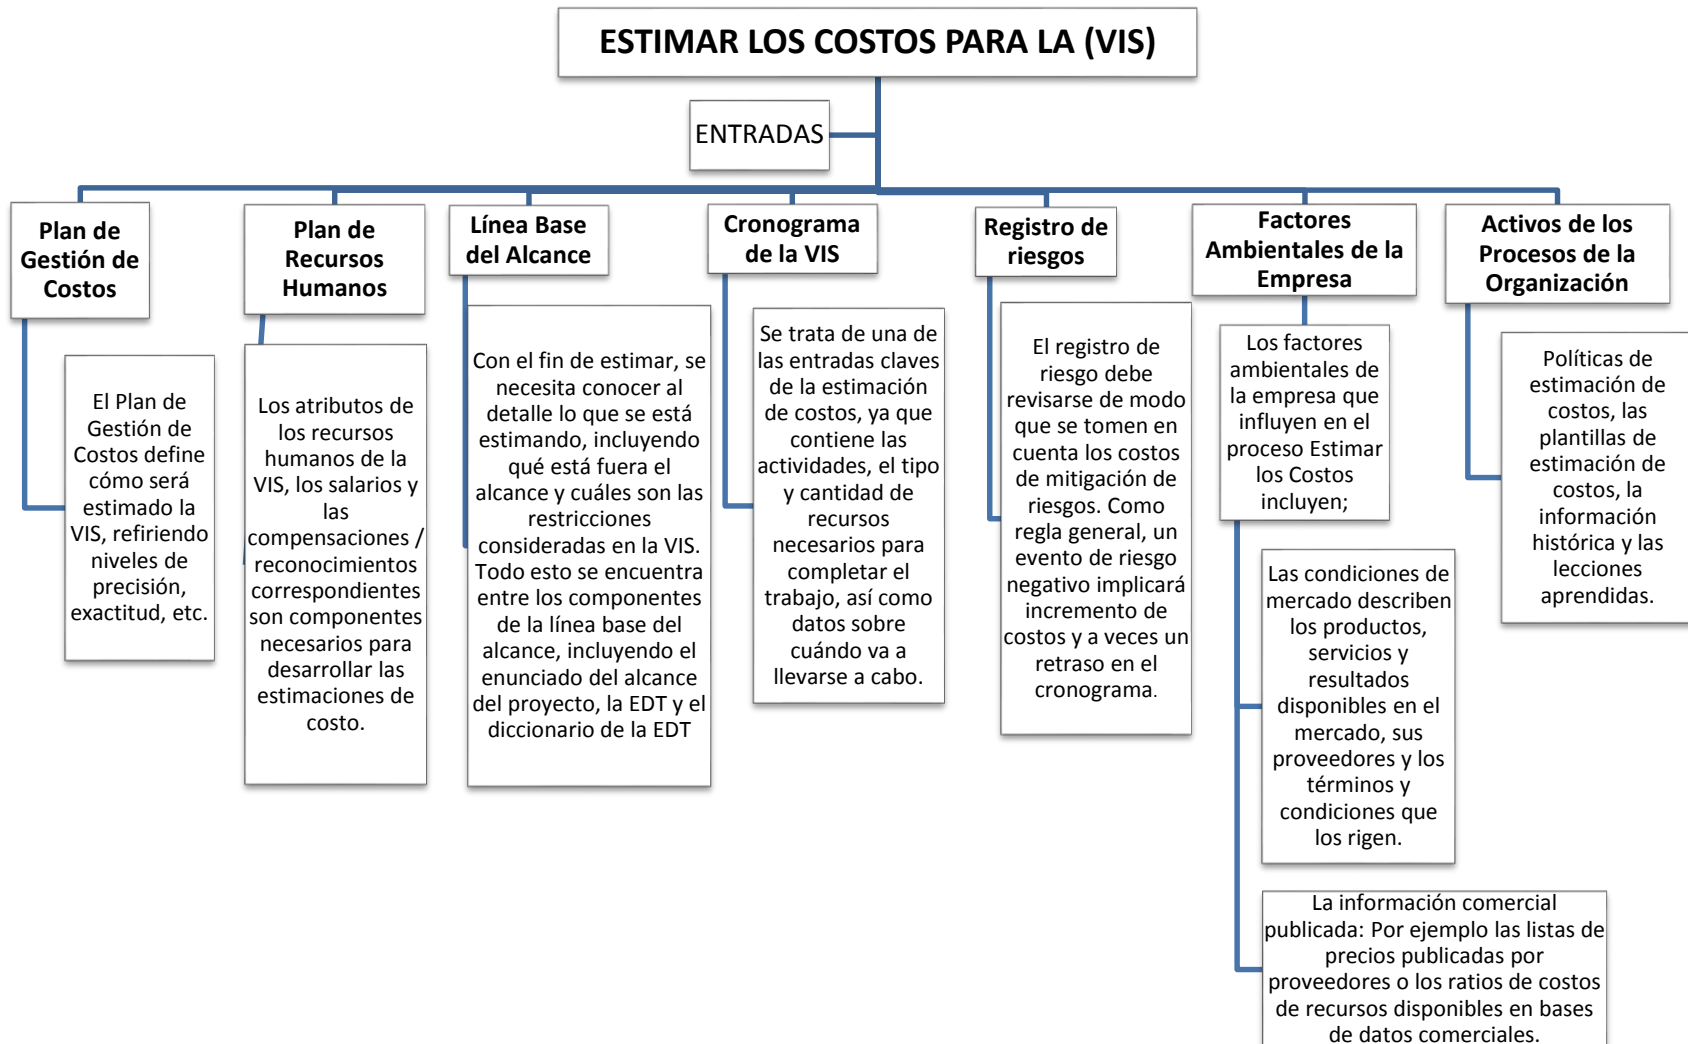 ESTIMAR LOS COSTOS PARA LA (VIS)
ENTRADAS
Plan de
Gestión de
Costos
El Plan de
Gestión de
Costos define
cómo será
estimado la
VIS, refiriendo
niveles de
precisión,
exactitud, etc.
Plan de
Recursos
Humanos
Los atributos de
los recursos
humanos de la
VIS, los salarios y
las
compensaciones /
reconocimientos
correspondientes
son componentes
necesarios para
desarrollar las
estimaciones de
costo.
Línea Base
del Alcance
Con el fin de estimar, se
necesita conocer al
detalle lo que se está
estimando, incluyendo
qué está fuera el
alcance y cuáles son las
restricciones
consideradas en la VIS.
Todo esto se encuentra
entre los componentes
de la línea base del
alcance, incluyendo el
enunciado del alcance
del proyecto, la EDT y el
diccionario de la EDT
Cronograma
de la VIS
Se trata de una de
las entradas claves
de la estimación
de costos, ya que
contiene las
actividades, el tipo
y cantidad de
recursos
necesarios para
completar el
trabajo, así como
datos sobre
cuándo va a
llevarse a cabo.
Registro de
riesgos
El registro de
riesgo debe
revisarse de modo
que se tomen en
cuenta los costos
de mitigación de
riesgos. Como
regla general, un
evento de riesgo
negativo implicará
incremento de
costos y a veces un
retraso en el
cronograma.
Factores
Ambientales de la
Empresa
Los factores
ambientales de
la empresa que
influyen en el
proceso Estimar
los Costos
incluyen;
Las condiciones de
mercado describen
los productos,
servicios y
resultados
disponibles en el
mercado, sus
proveedores y los
términos y
condiciones que
los rigen.
La información comercial
publicada: Por ejemplo las listas de
precios publicadas por
proveedores o los ratios de costos
de recursos disponibles en bases
de datos comerciales.
Activos de los
Procesos de la
Organización
Políticas de
estimación de
costos, las
plantillas de
estimación de
costos, la
información
histórica y las
lecciones
aprendidas.